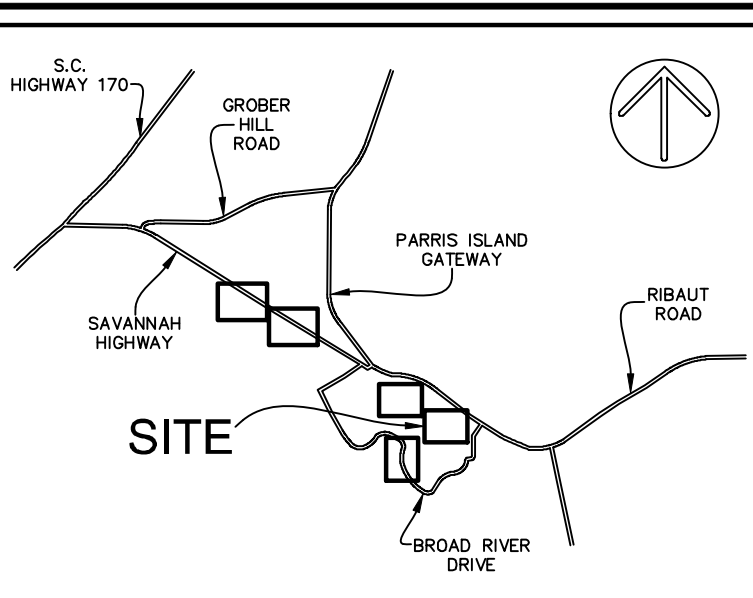 S.C.
HIGHWAY 170
GROBER
HILL
ROAD
PARRIS ISLAND
GATEWAY
RIBAUT
ROAD
SAVANNAH
HIGHWAY
SITE
BROAD RIVER
DRIVE